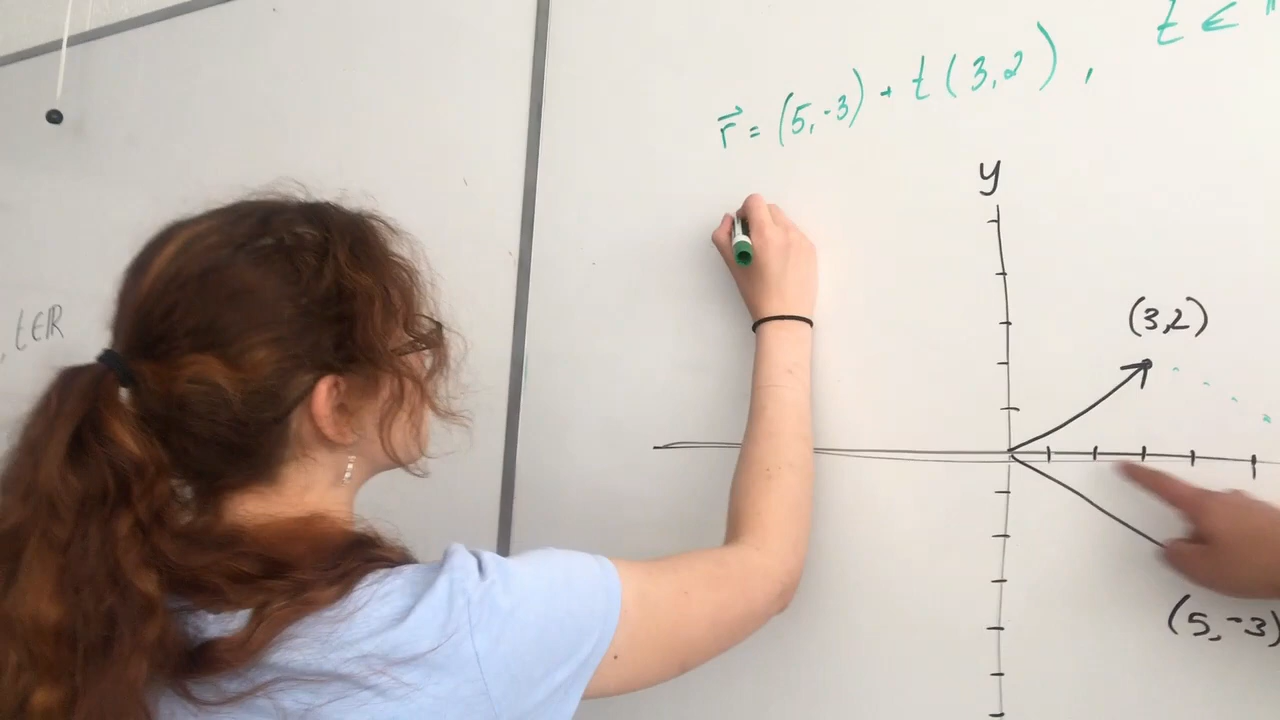 t ∈
r⃗ = (5,-3) + t(3,2),
y
(3,2)
, t∈ℝ
(5,-3)